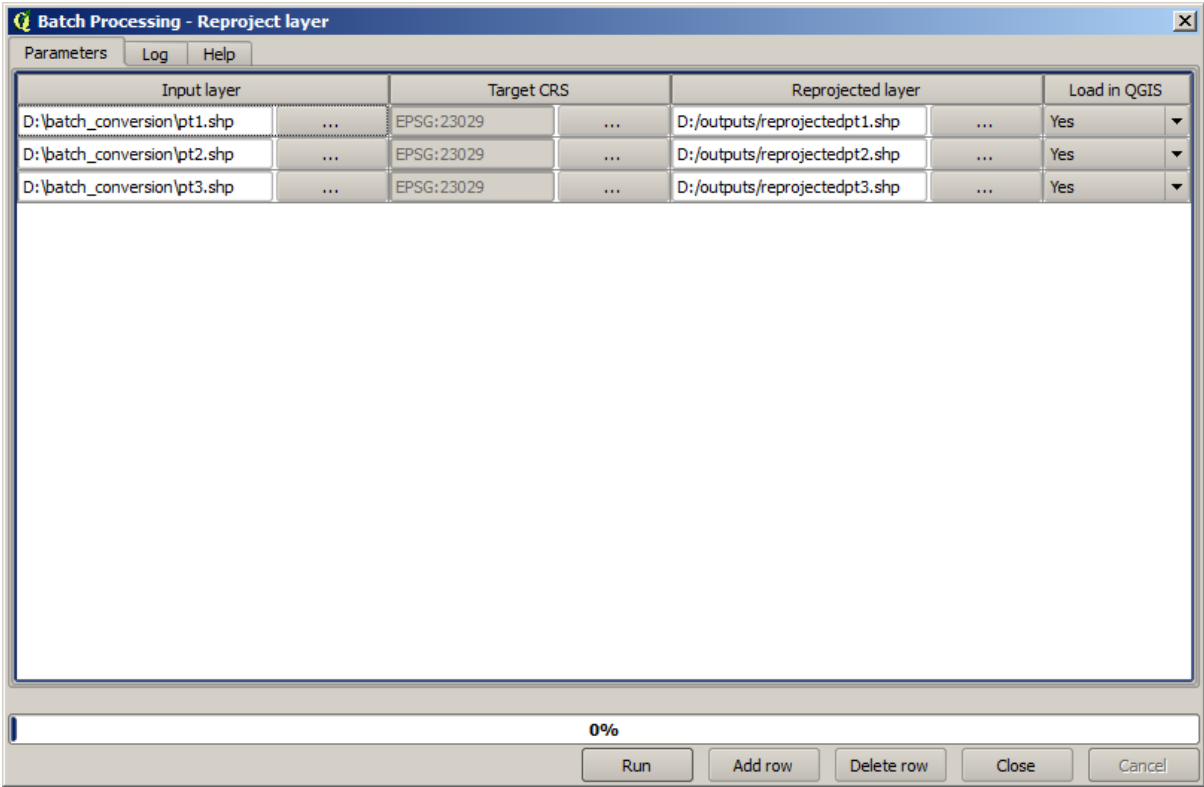 Batch Processing - Reproject layer
Parameters Log Help
Input layer Target CRS Reprojected layer Load in QGIS
D:\batch_conversion\pt1.shp ... EPSG:23029 ... D:/outputs/reprojectedpt1.shp ... Yes
D:\batch_conversion\pt2.shp ... EPSG:23029 ... D:/outputs/reprojectedpt2.shp ... Yes
D:\batch_conversion\pt3.shp ... EPSG:23029 ... D:/outputs/reprojectedpt3.shp ... Yes
0%
Run Add row Delete row Close Cancel